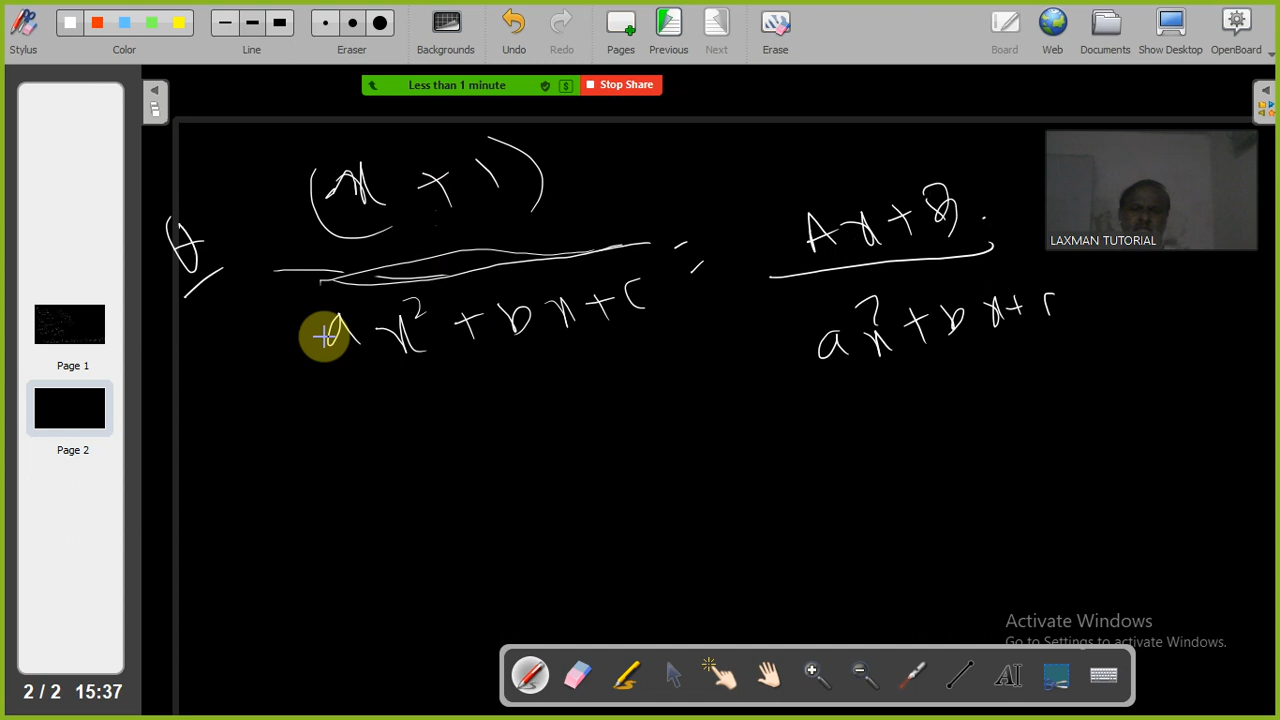 Stylus Color Line Eraser Backgrounds Undo Redo Pages Previous Next Erase Board Web Documents Show Desktop OpenBoard
Less than 1 minute $ Stop Share
(x + 1) / ax² + bx + c = Ax + B / ax² + bx + c
LAXMAN TUTORIAL
Page 1
Page 2
Activate Windows
Go to Settings to activate Windows.
2 / 2 15:37
AI